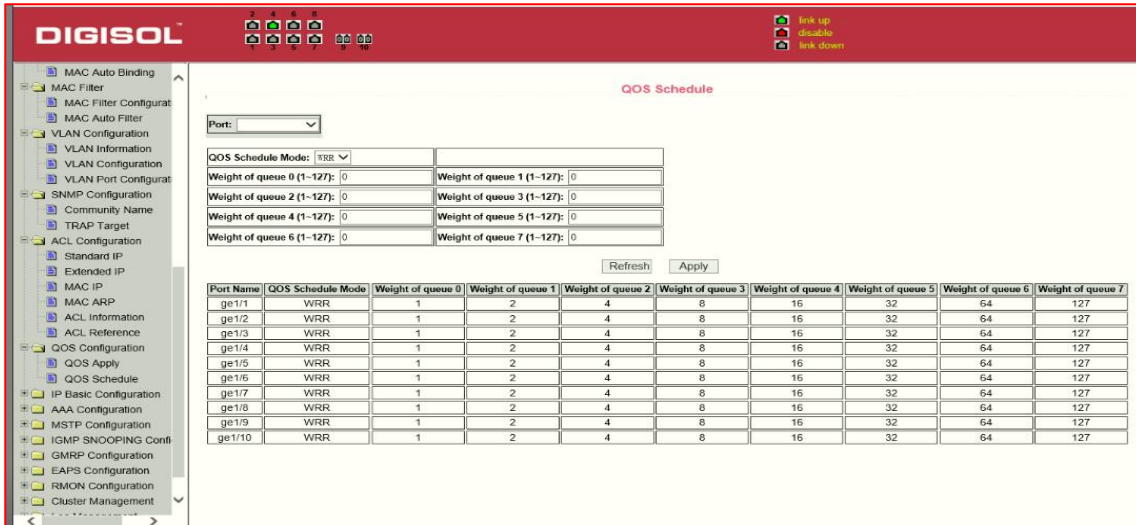 DIGISOL™
2 4 6 8
1 3 5 7 9 10
link up
disable
link down
MAC Auto Binding
MAC Filter
MAC Filter Configurat
MAC Auto Filter
VLAN Configuration
VLAN Information
VLAN Configuration
VLAN Port Configurat
SNMP Configuration
Community Name
TRAP Target
ACL Configuration
Standard IP
Extended IP
MAC IP
MAC ARP
ACL Information
ACL Reference
QOS Configuration
QOS Apply
QOS Schedule
IP Basic Configuration
AAA Configuration
MSTP Configuration
IGMP SNOOPING Confi
GMRP Configuration
EAPS Configuration
RMON Configuration
Cluster Management
QOS Schedule
Port:
QOS Schedule Mode: WRR
Weight of queue 0 (1~127): 0 Weight of queue 1 (1~127): 0
Weight of queue 2 (1~127): 0 Weight of queue 3 (1~127): 0
Weight of queue 4 (1~127): 0 Weight of queue 5 (1~127): 0
Weight of queue 6 (1~127): 0 Weight of queue 7 (1~127): 0
Refresh Apply
Port Name QOS Schedule Mode Weight of queue 0 Weight of queue 1 Weight of queue 2 Weight of queue 3 Weight of queue 4 Weight of queue 5 Weight of queue 6 Weight of queue 7
ge1/1 WRR 1 2 4 8 16 32 64 127
ge1/2 WRR 1 2 4 8 16 32 64 127
ge1/3 WRR 1 2 4 8 16 32 64 127
ge1/4 WRR 1 2 4 8 16 32 64 127
ge1/5 WRR 1 2 4 8 16 32 64 127
ge1/6 WRR 1 2 4 8 16 32 64 127
ge1/7 WRR 1 2 4 8 16 32 64 127
ge1/8 WRR 1 2 4 8 16 32 64 127
ge1/9 WRR 1 2 4 8 16 32 64 127
ge1/10 WRR 1 2 4 8 16 32 64 127